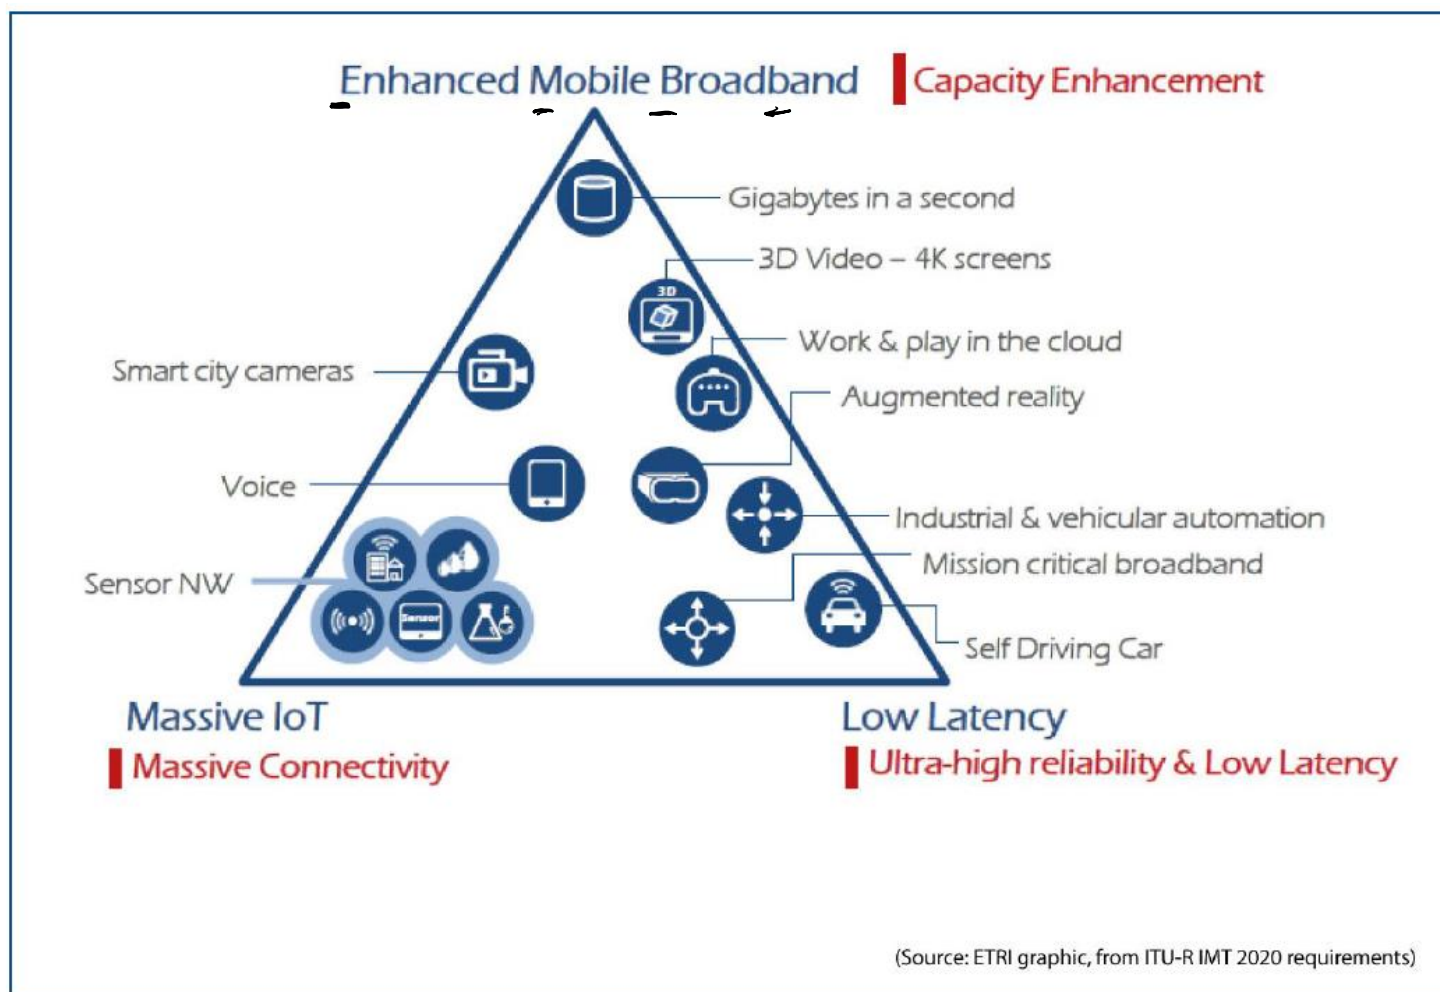 Enhanced Mobile Broadband
Capacity Enhancement
Gigabytes in a second
3D Video – 4K screens
3D
Work & play in the cloud
Smart city cameras
Augmented reality
Voice
Industrial & vehicular automation
Mission critical broadband
Sensor NW
Sensor
Self Driving Car
Massive IoT
Low Latency
Massive Connectivity
Ultra-high reliability & Low Latency
(Source: ETRI graphic, from ITU-R IMT 2020 requirements)